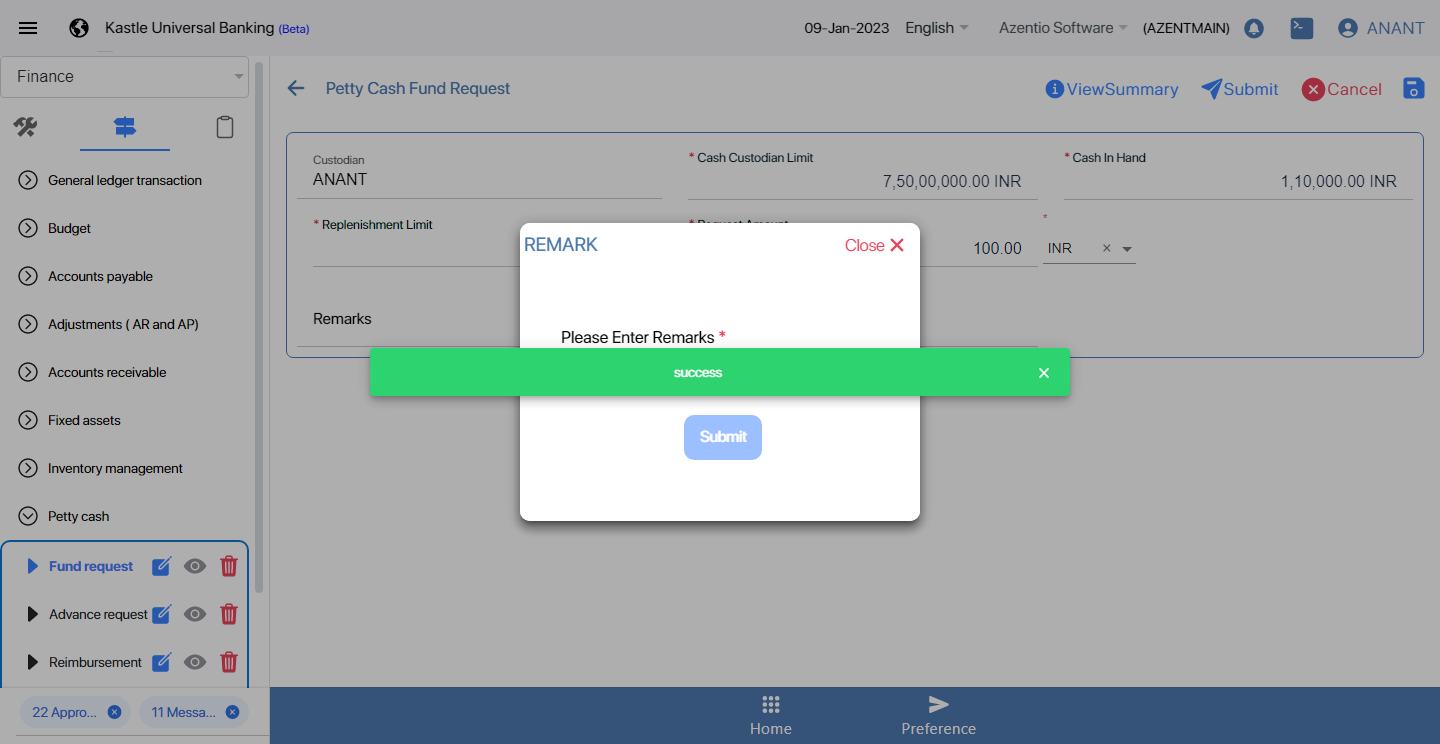 Kastle Universal Banking (Beta)
09-Jan-2023
English
Azentio Software
(AZENTMAIN)
ANANT
Finance
General ledger transaction
Budget
Accounts payable
Adjustments ( AR and AP)
Accounts receivable
Fixed assets
Inventory management
Petty cash
Fund request
Advance request
Reimbursement
22 Appro...
11 Messa...
Petty Cash Fund Request
ViewSummary
Submit
Cancel
Custodian
ANANT
* Cash Custodian Limit
7,50,00,000.00 INR
* Cash In Hand
1,10,000.00 INR
* Replenishment Limit
* Request Amount
100.00
*
INR
Remarks
REMARK
Close
Please Enter Remarks *
success
Submit
Home
Preference